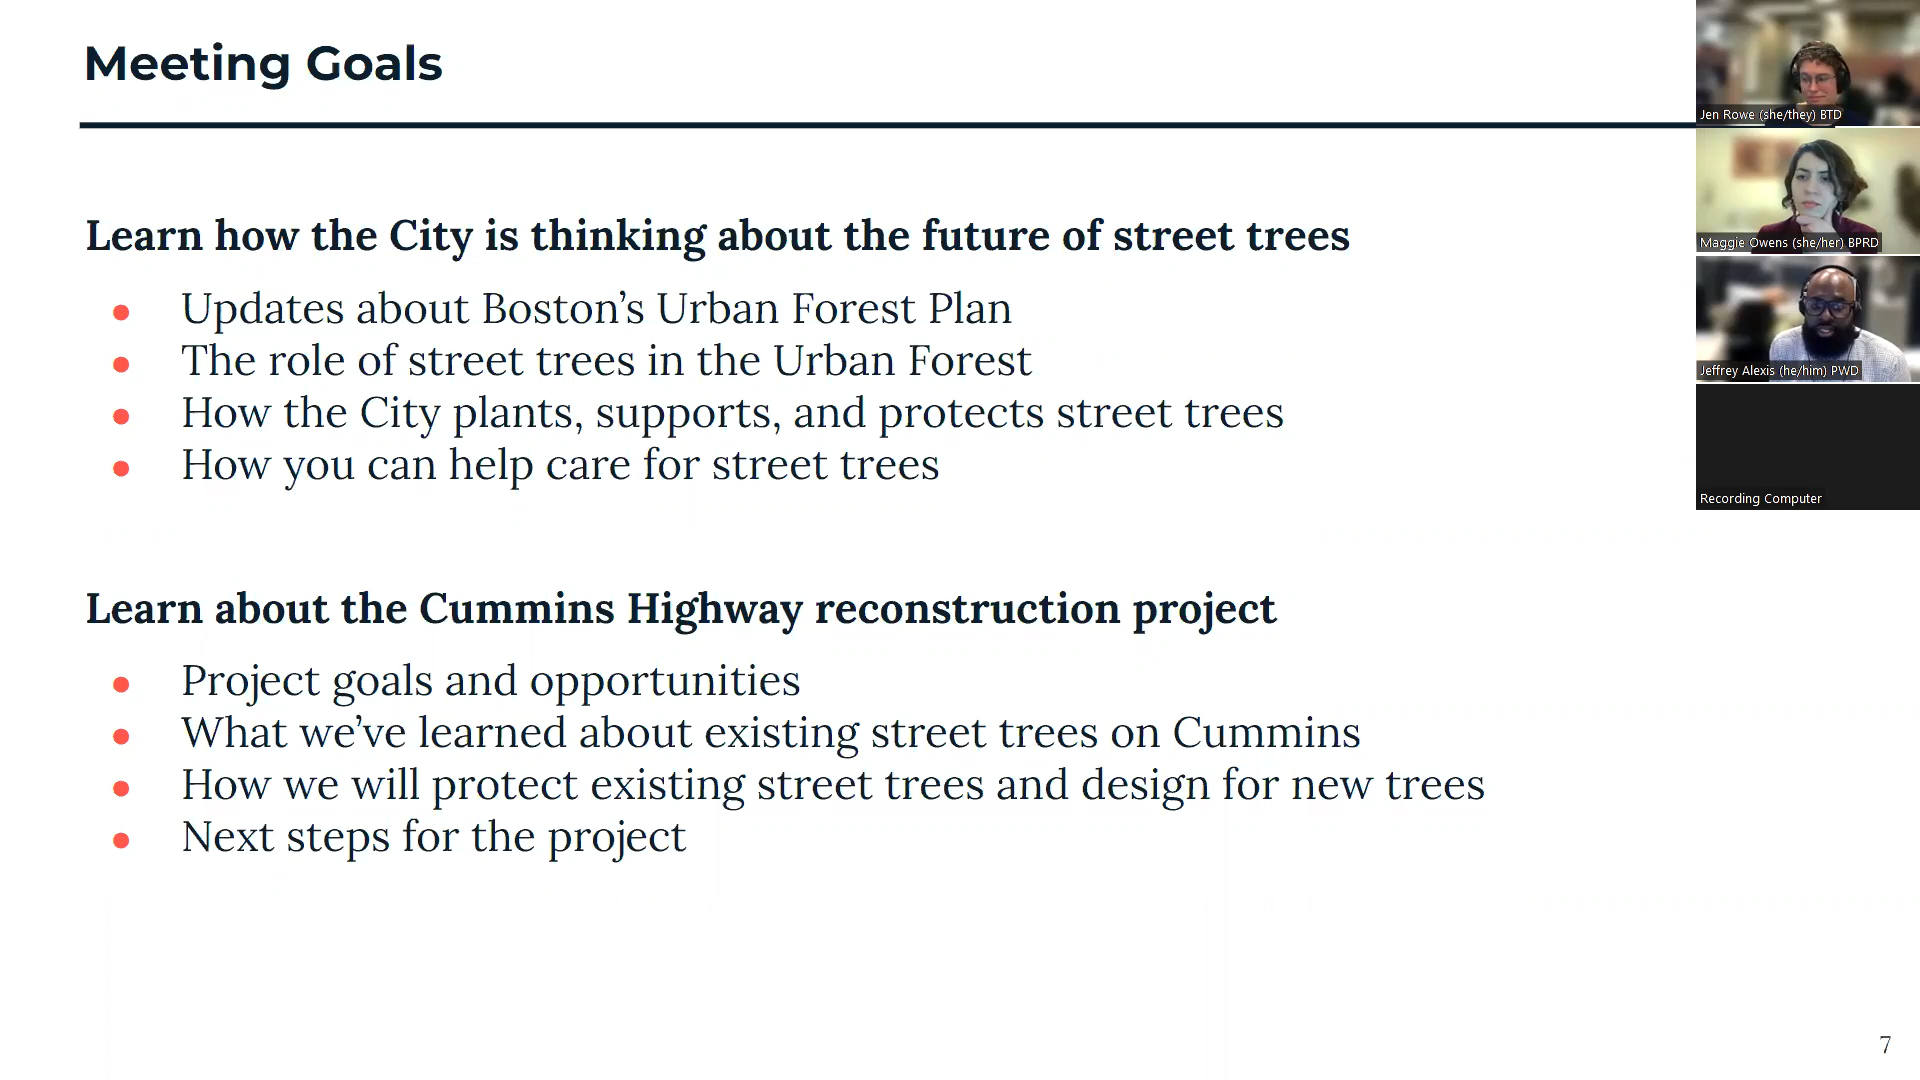 Meeting Goals
Learn how the City is thinking about the future of street trees
● Updates about Boston’s Urban Forest Plan
● The role of street trees in the Urban Forest
● How the City plants, supports, and protects street trees
● How you can help care for street trees
Learn about the Cummins Highway reconstruction project
● Project goals and opportunities
● What we’ve learned about existing street trees on Cummins
● How we will protect existing street trees and design for new trees
● Next steps for the project
7
Jen Rowe (she/they) BTD
Maggie Owens (she/her) BPRD
Jeffrey Alexis (he/him) PWD
Recording Computer